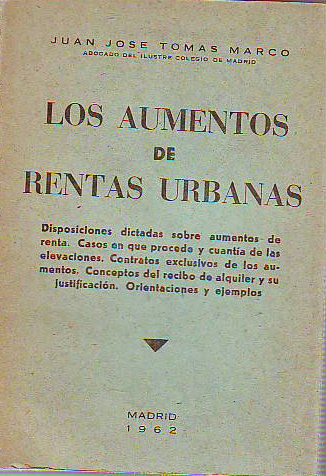 JUAN JOSE TOMAS MARCO
ABOGADO DEL ILUSTRE COLEGIO DE MADRID
LOS AUMENTOS
DE
RENTAS URBANAS
Disposiciones dictadas sobre aumentos de
renta. Casos en que procede y cuantía de las
elevaciones. Contratos exclusivos de los au-
mentos. Conceptos del recibo de alquiler y su
justificación. Orientaciones y ejemplos
MADRID
1962